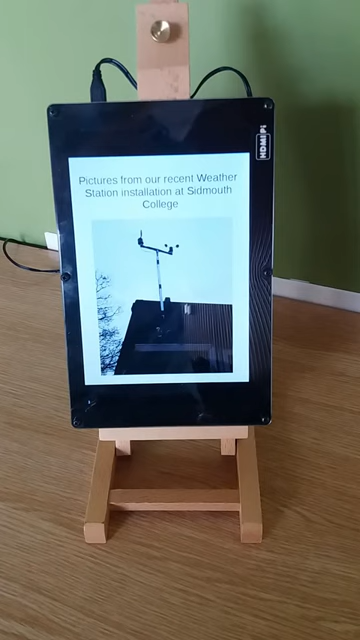 Pictures from our recent Weather
Station installation at Sidmouth
College
HDMIPi